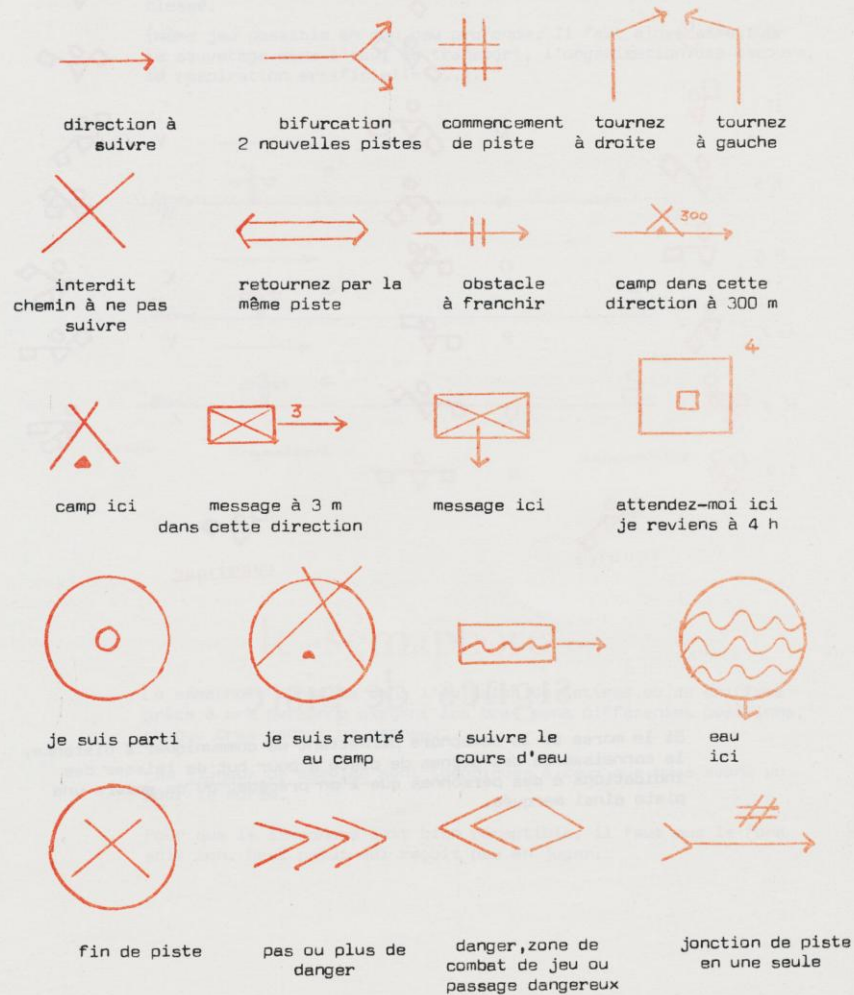 direction à
suivre
bifurcation
2 nouvelles pistes
commencement
de piste
tournez
à droite
tournez
à gauche
300
interdit
chemin à ne pas
suivre
retournez par la
même piste
obstacle
à franchir
camp dans cette
direction à 300 m
3
4
camp ici
message à 3 m
dans cette direction
message ici
attendez-moi ici
je reviens à 4 h
je suis parti
je suis rentré
au camp
suivre le
cours d'eau
eau
ici
fin de piste
pas ou plus de
danger
danger,zone de
combat de jeu ou
passage dangereux
jonction de piste
en une seule